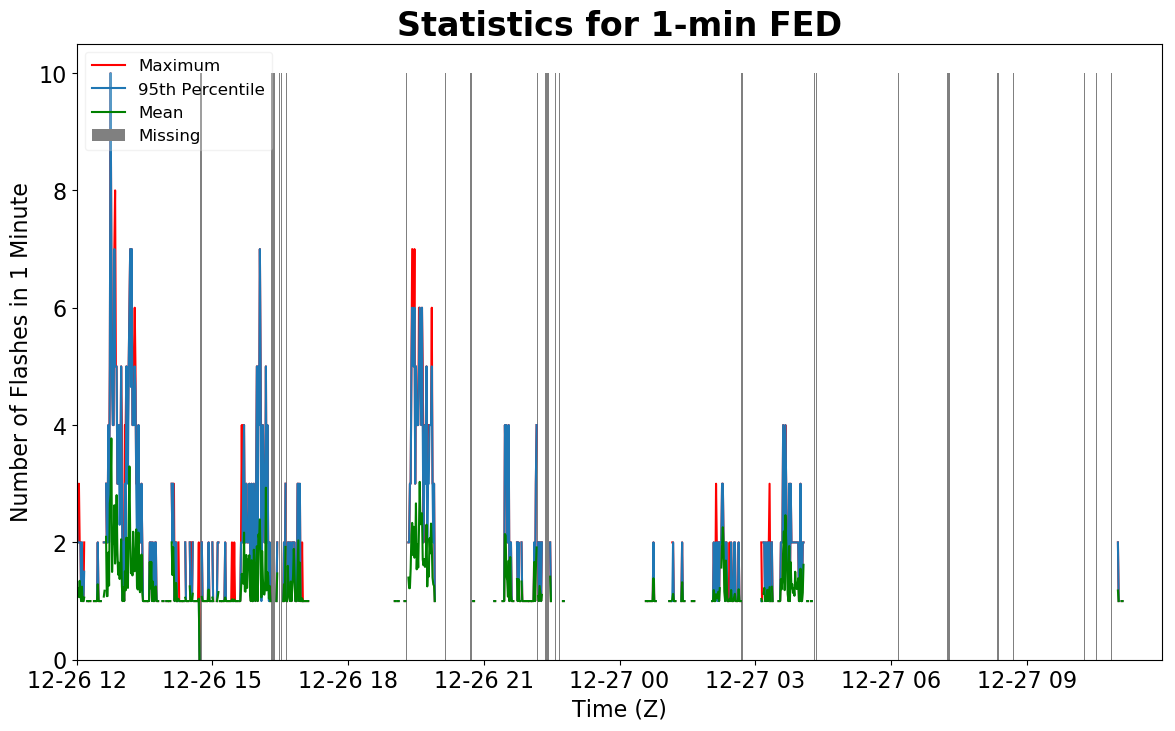 Statistics for 1-min FED
Number of Flashes in 1 Minute
10
8
6
4
2
0
Maximum
95th Percentile
Mean
Missing
12-26 12
12-26 15
12-26 18
12-26 21
12-27 00
12-27 03
12-27 06
12-27 09
Time (Z)